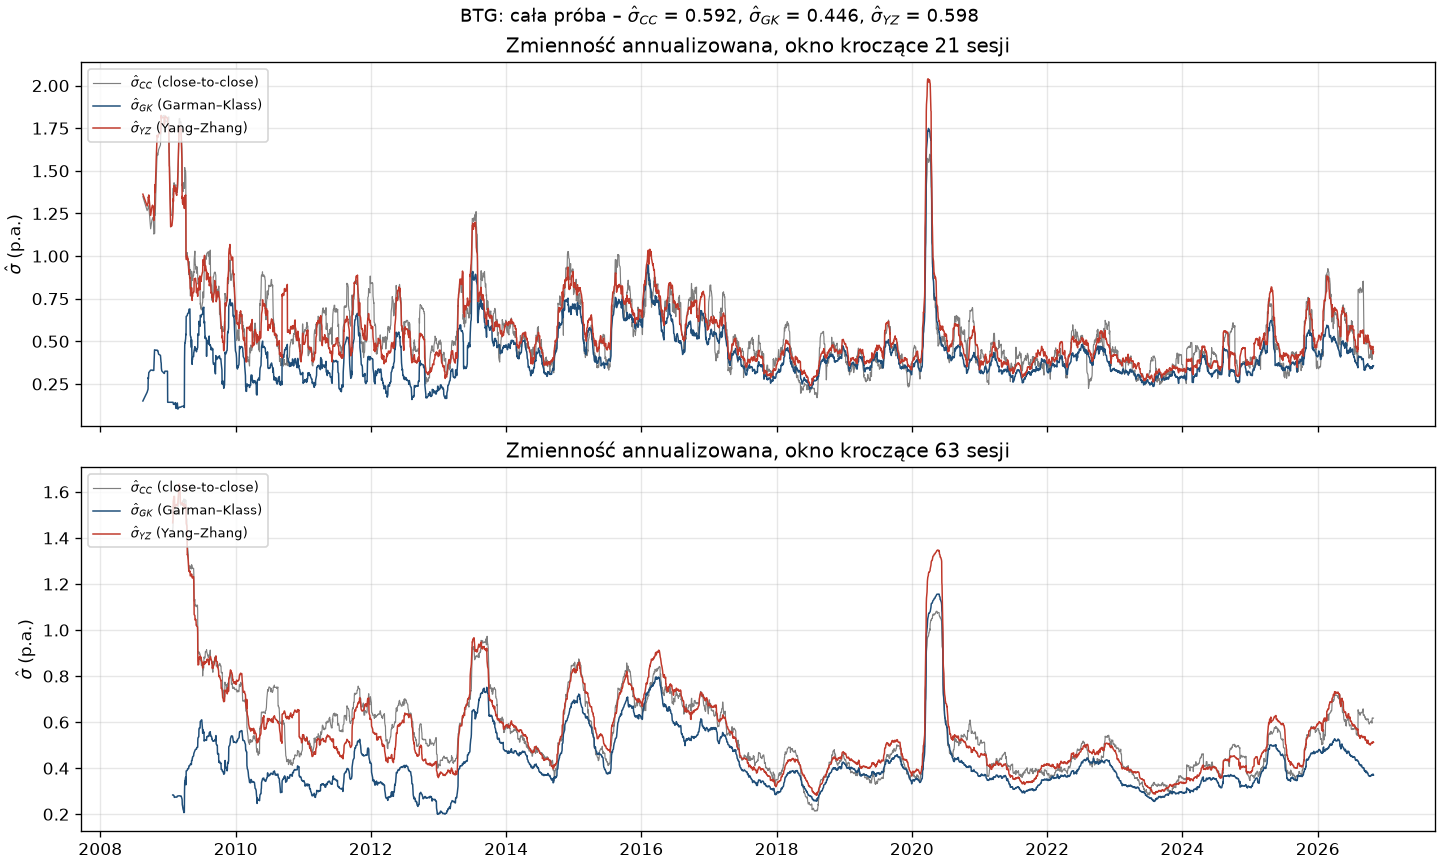 BTG: cała próba – σ̂CC = 0.592, σ̂GK = 0.446, σ̂YZ = 0.598
Zmienność annualizowana, okno kroczące 21 sesji
σ̂CC (close-to-close)
σ̂GK (Garman–Klass)
σ̂YZ (Yang–Zhang)
2.00
1.75
1.50
1.25
1.00
0.75
0.50
0.25
σ̂ (p.a.)
Zmienność annualizowana, okno kroczące 63 sesji
σ̂CC (close-to-close)
σ̂GK (Garman–Klass)
σ̂YZ (Yang–Zhang)
1.6
1.4
1.2
1.0
0.8
0.6
0.4
0.2
σ̂ (p.a.)
2008 2010 2012 2014 2016 2018 2020 2022 2024 2026